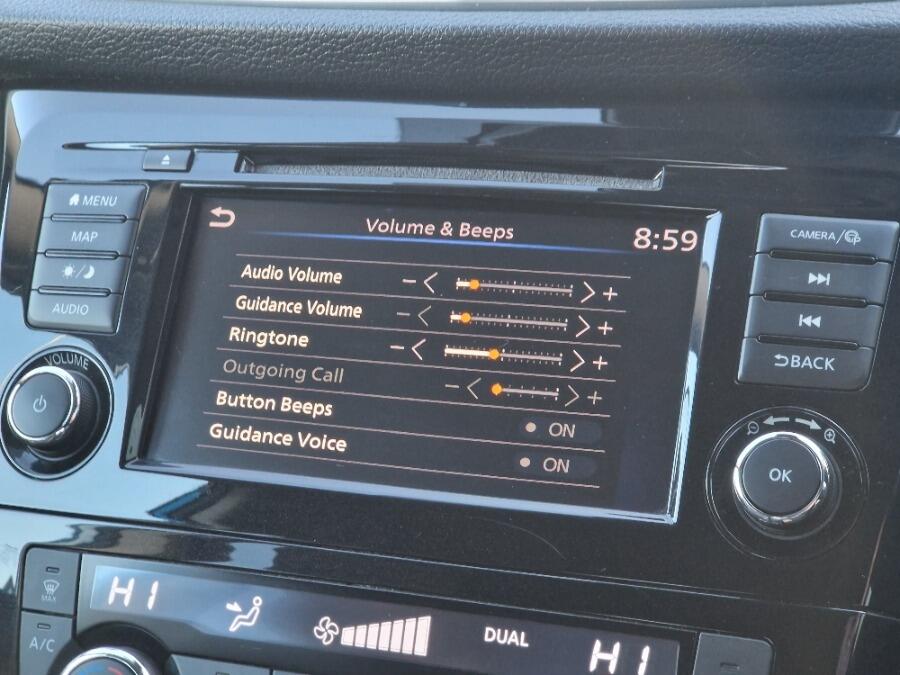 MENU
MAP
AUDIO
VOLUME
Volume & Beeps
8:59
Audio Volume
Guidance Volume
Ringtone
Outgoing Call
Button Beeps ON
Guidance Voice ON
CAMERA/
BACK
OK
MAX
A/C
HI
DUAL
HI